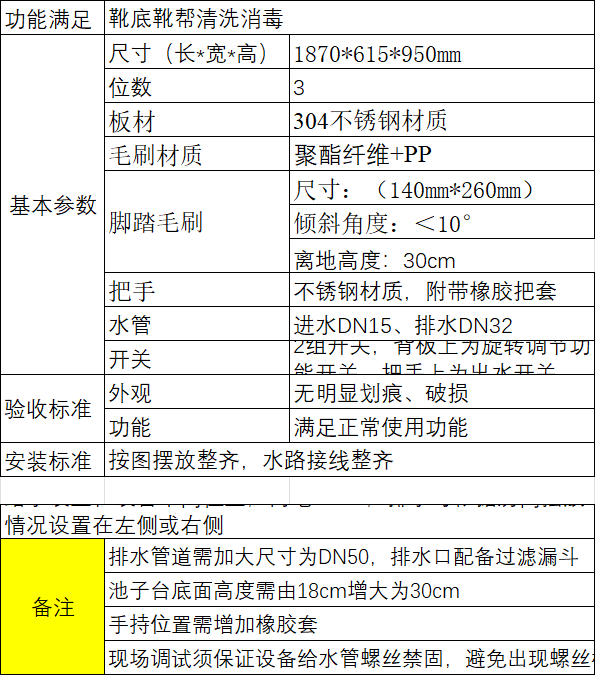 功能满足 靴底靴帮清洗消毒
基本参数
尺寸（长*宽*高） 1870*615*950mm
位数 3
板材 304不锈钢材质
毛刷材质 聚酯纤维+PP
脚踏毛刷 尺寸：（140mm*260mm）
倾斜角度：＜10°
离地高度：30cm
把手 不锈钢材质，附带橡胶把套
水管 进水DN15、排水DN32
开关 2组开关，背板上为旋转调节功
能开关，把手上为出水开关
验收标准 外观 无明显划痕、破损
功能 满足正常使用功能
安装标准 按图摆放整齐，水路接线整齐
情况设置在左侧或右侧
备注
排水管道需加大尺寸为DN50，排水口配备过滤漏斗
池子台底面高度需由18cm增大为30cm
手持位置需增加橡胶套
现场调试须保证设备给水管螺丝禁固，避免出现螺丝